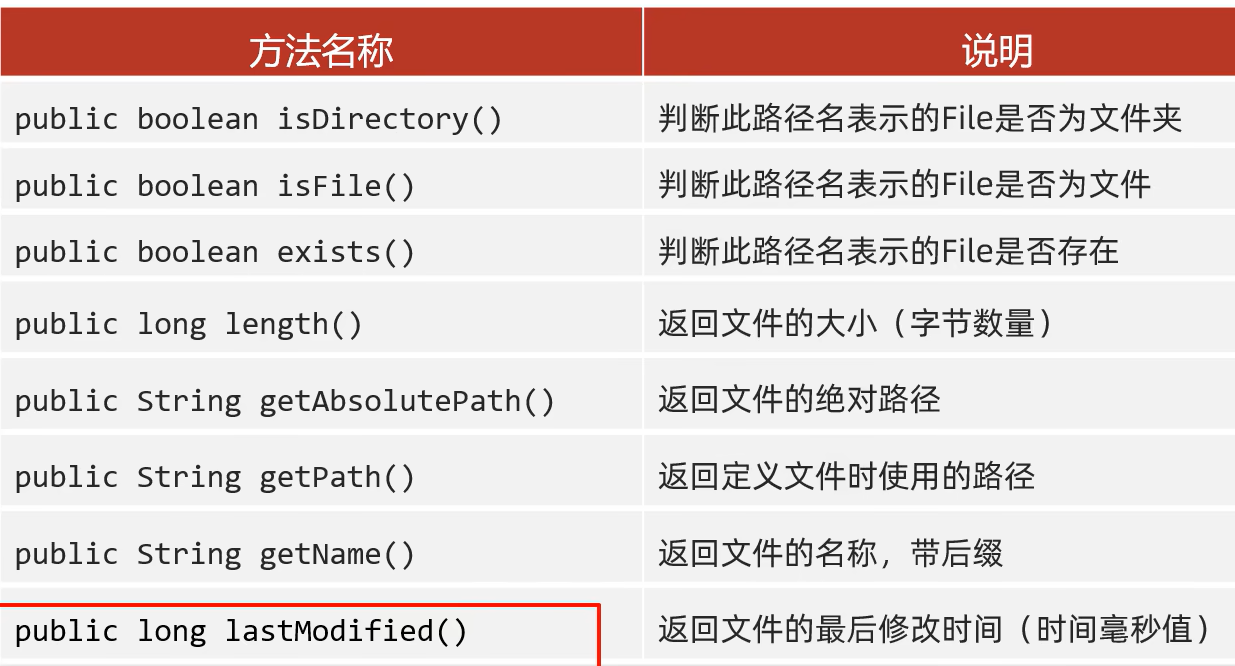 方法名称 说明
public boolean isDirectory() 判断此路径名表示的File是否为文件夹
public boolean isFile() 判断此路径名表示的File是否为文件
public boolean exists() 判断此路径名表示的File是否存在
public long length() 返回文件的大小（字节数量）
public String getAbsolutePath() 返回文件的绝对路径
public String getPath() 返回定义文件时使用的路径
public String getName() 返回文件的名称，带后缀
public long lastModified() 返回文件的最后修改时间（时间毫秒值）